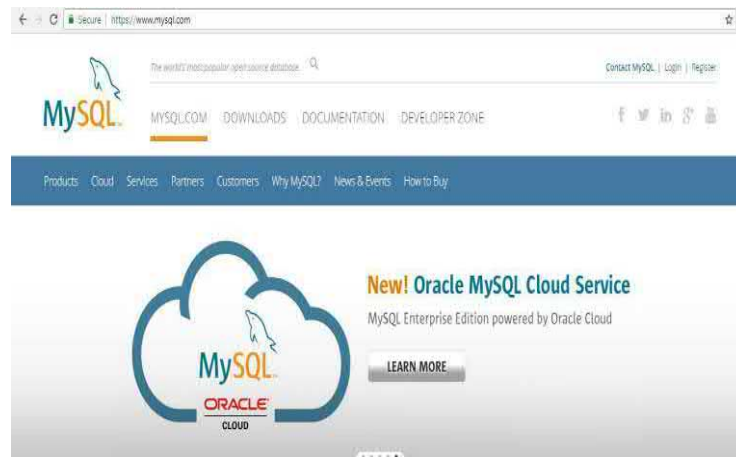 Secure | https://www.mysql.com
The world's most popular open source database
Contact MySQL | Login | Register
MySQL™
MYSQL.COM DOWNLOADS DOCUMENTATION DEVELOPER ZONE
Products Cloud Services Partners Customers Why MySQL? News & Events How to Buy
New! Oracle MySQL Cloud Service
MySQL Enterprise Edition powered by Oracle Cloud
LEARN MORE
MySQL™
ORACLE®
CLOUD